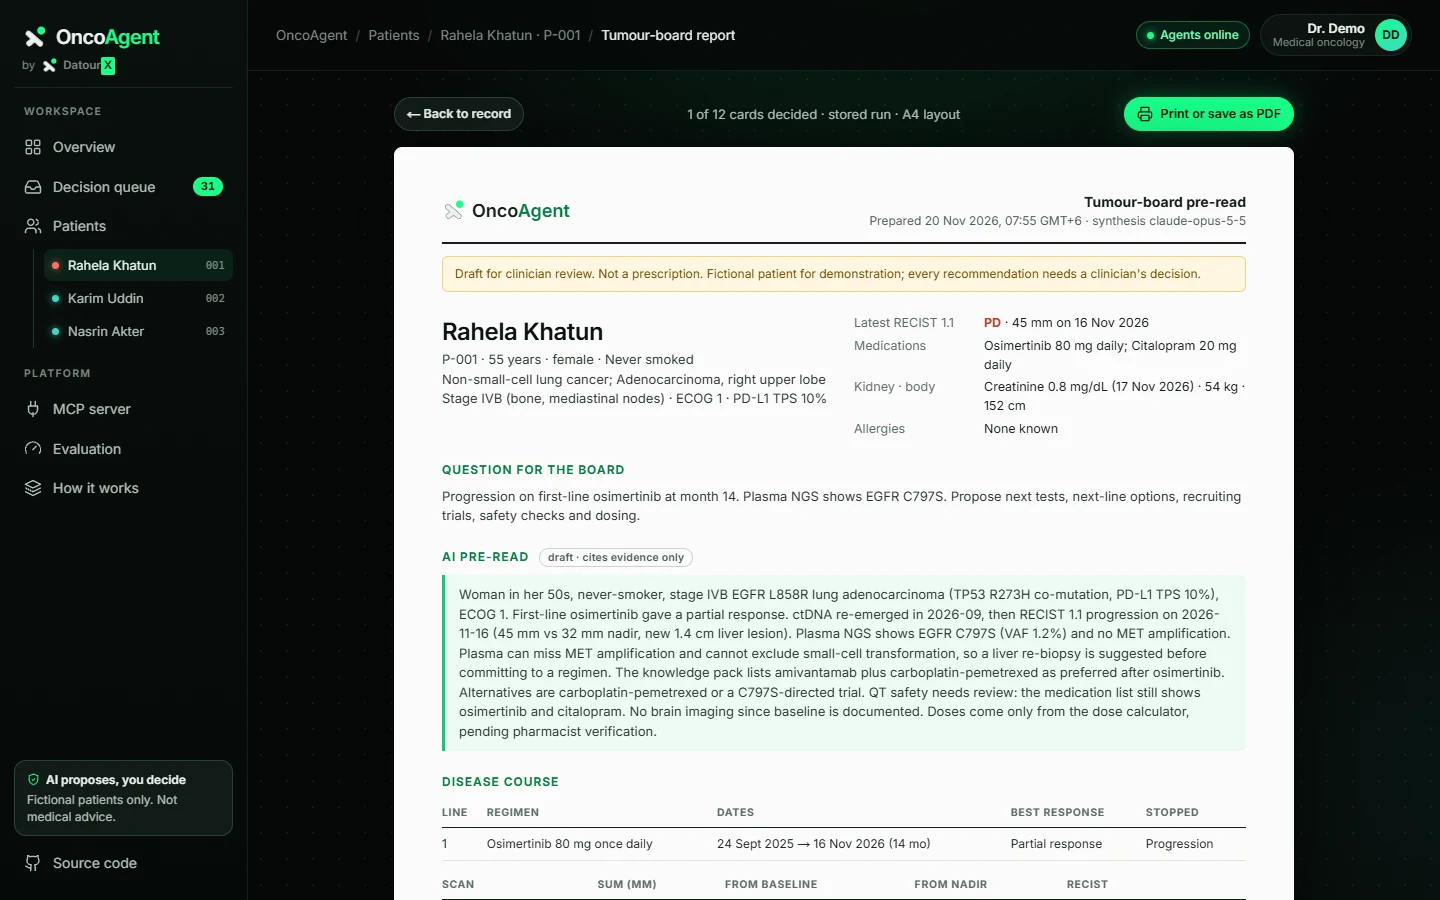 OncoAgent
by DatourX
WORKSPACE
Overview
Decision queue 31
Patients
Rahela Khatun 001
Karim Uddin 002
Nasrin Akter 003
PLATFORM
MCP server
Evaluation
How it works
AI proposes, you decide
Fictional patients only. Not
medical advice.
Source code
OncoAgent / Patients / Rahela Khatun · P-001 / Tumour-board report
Agents online
Dr. Demo
Medical oncology
DD
← Back to record
1 of 12 cards decided · stored run · A4 layout
Print or save as PDF
OncoAgent
Tumour-board pre-read
Prepared 20 Nov 2026, 07:55 GMT+6 · synthesis claude-opus-5-5
Draft for clinician review. Not a prescription. Fictional patient for demonstration; every recommendation needs a clinician's decision.
Rahela Khatun
P-001 · 55 years · female · Never smoked
Non-small-cell lung cancer; Adenocarcinoma, right upper lobe
Stage IVB (bone, mediastinal nodes) · ECOG 1 · PD-L1 TPS 10%
Latest RECIST 1.1 PD · 45 mm on 16 Nov 2026
Medications Osimertinib 80 mg daily; Citalopram 20 mg
daily
Kidney · body Creatinine 0.8 mg/dL (17 Nov 2026) · 54 kg ·
152 cm
Allergies None known
QUESTION FOR THE BOARD
Progression on first-line osimertinib at month 14. Plasma NGS shows EGFR C797S. Propose next tests, next-line options, recruiting
trials, safety checks and dosing.
AI PRE-READ draft · cites evidence only
Woman in her 50s, never-smoker, stage IVB EGFR L858R lung adenocarcinoma (TP53 R273H co-mutation, PD-L1 TPS 10%),
ECOG 1. First-line osimertinib gave a partial response. ctDNA re-emerged in 2026-09, then RECIST 1.1 progression on 2026-
11-16 (45 mm vs 32 mm nadir, new 1.4 cm liver lesion). Plasma NGS shows EGFR C797S (VAF 1.2%) and no MET amplification.
Plasma can miss MET amplification and cannot exclude small-cell transformation, so a liver re-biopsy is suggested before
committing to a regimen. The knowledge pack lists amivantamab plus carboplatin-pemetrexed as preferred after osimertinib.
Alternatives are carboplatin-pemetrexed or a C797S-directed trial. QT safety needs review: the medication list still shows
osimertinib and citalopram. No brain imaging since baseline is documented. Doses come only from the dose calculator,
pending pharmacist verification.
DISEASE COURSE
LINE REGIMEN DATES BEST RESPONSE STOPPED
1 Osimertinib 80 mg once daily 24 Sept 2025 → 16 Nov 2026 (14 mo) Partial response Progression
SCAN SUM (MM) FROM BASELINE FROM NADIR RECIST